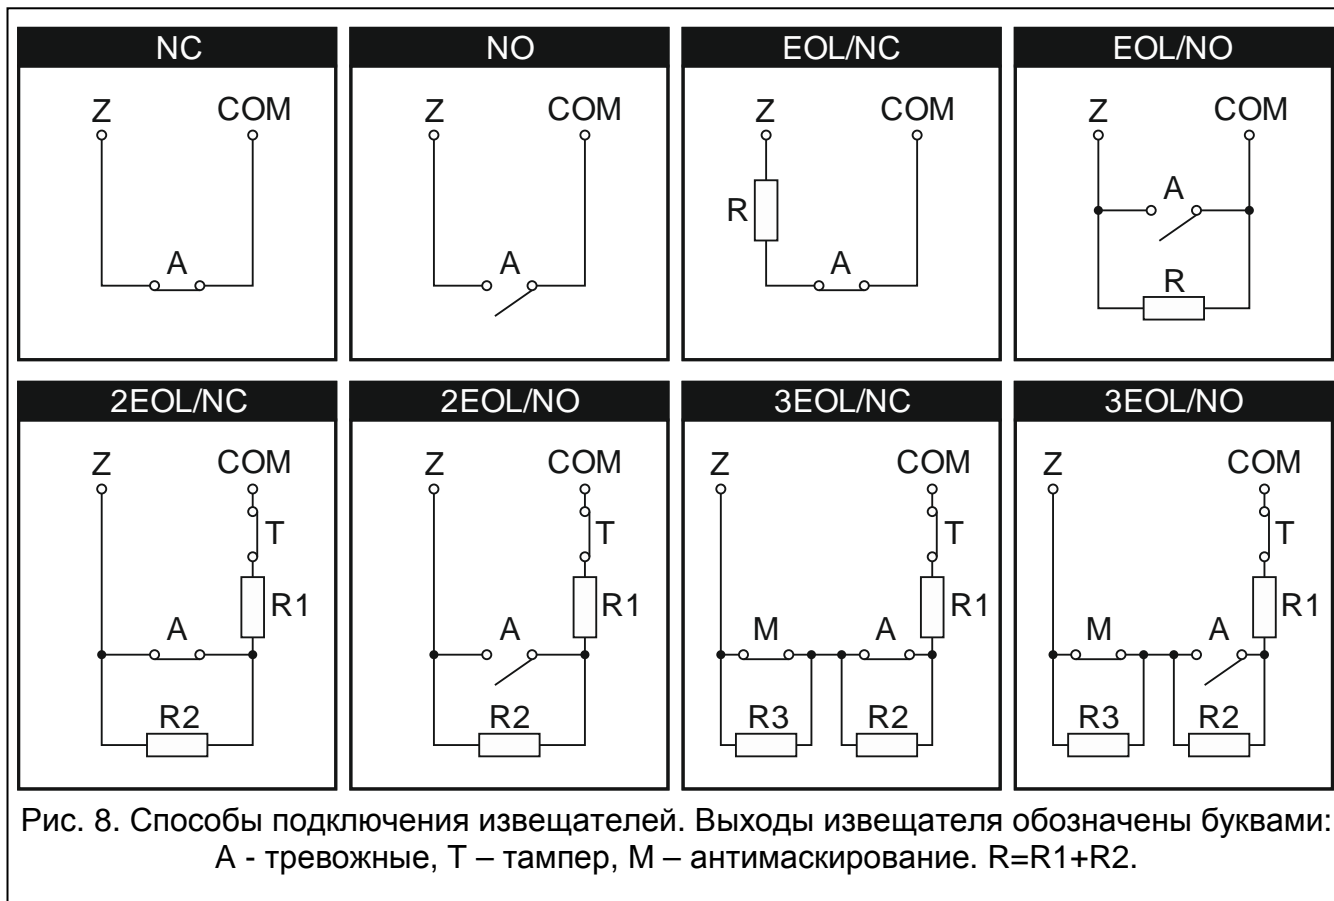 NC NO EOL/NC EOL/NO
Z COM Z COM Z COM Z COM
R A
A A A R
2EOL/NC 2EOL/NO 3EOL/NC 3EOL/NO
Z COM Z COM Z COM Z COM
T T T T
R1 R1 R1 R1
A A M A M A
R2 R2 R3 R2 R3 R2
Рис. 8. Способы подключения извещателей. Выходы извещателя обозначены буквами:
А - тревожные, Т – тампер, М – антимаскирование. R=R1+R2.